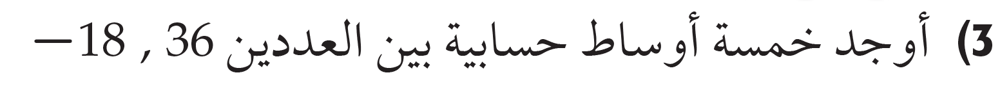 (3 أوجد خمسة أوساط حسابية بين العددين 36 , 18−